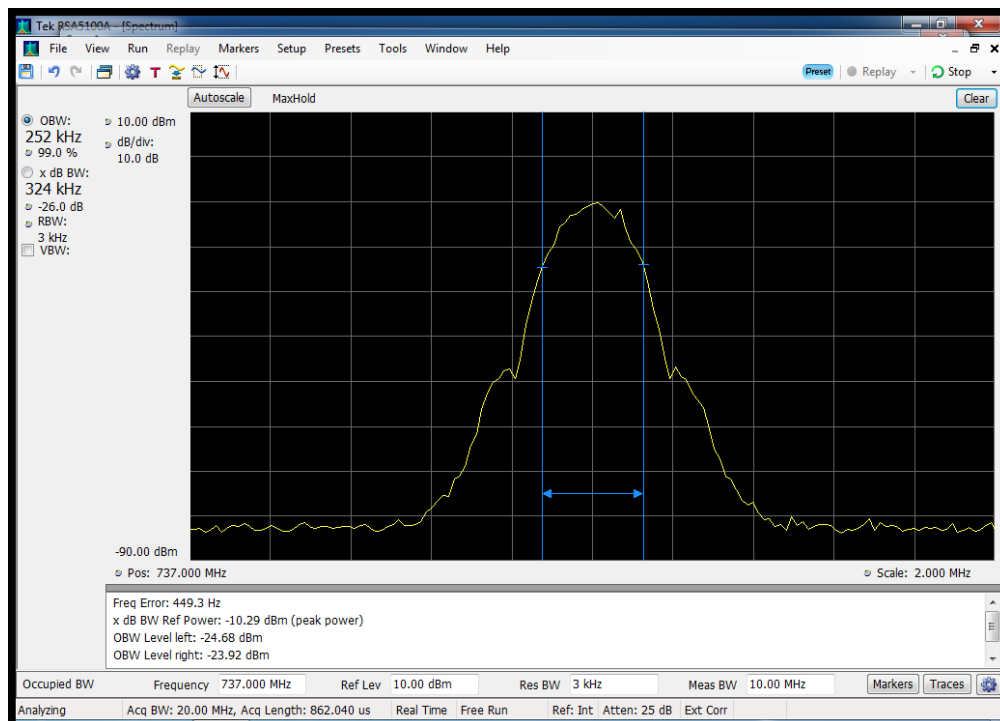 Tek RSA5100A - [Spectrum]
File View Run Replay Markers Setup Presets Tools Window Help
Preset Replay Stop
Autoscale MaxHold Clear
OBW:
252 kHz
99.0 %
x dB BW:
324 kHz
-26.0 dB
RBW:
3 kHz
VBW:
10.00 dBm
dB/div:
10.0 dB
-90.00 dBm
Pos: 737.000 MHz Scale: 2.000 MHz
Freq Error: 449.3 Hz
x dB BW Ref Power: -10.29 dBm (peak power)
OBW Level left: -24.68 dBm
OBW Level right: -23.92 dBm
Occupied BW Frequency 737.000 MHz Ref Lev 10.00 dBm Res BW 3 kHz Meas BW 10.00 MHz Markers Traces
Analyzing Acq BW: 20.00 MHz, Acq Length: 862.040 us Real Time Free Run Ref: Int Atten: 25 dB Ext Corr